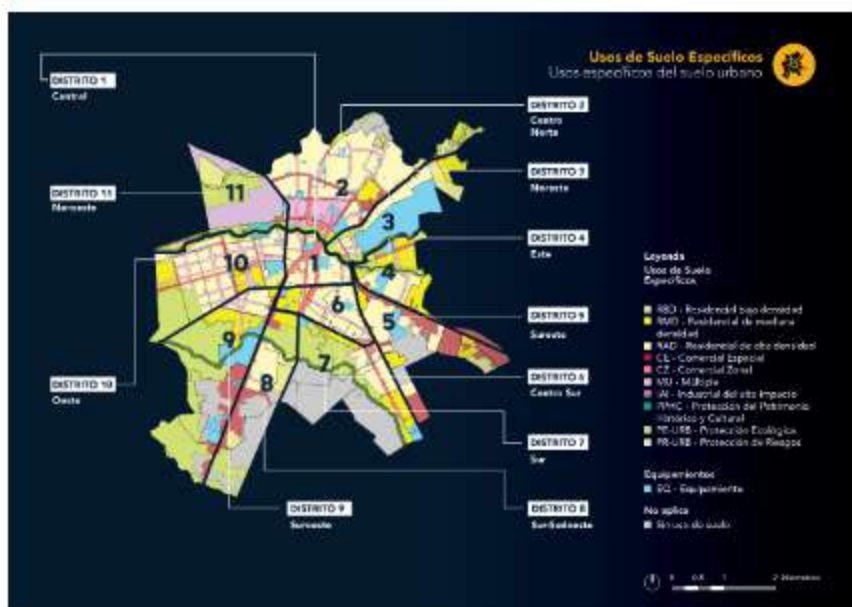 Usos de Suelo Específicos
Usos específicos del suelo urbano
DISTRITO 1
Central
DISTRITO 2
Centro
Norte
DISTRITO 11
Noroeste
DISTRITO 3
Noreste
DISTRITO 4
Este
DISTRITO 5
Sureste
DISTRITO 10
Oeste
DISTRITO 6
Centro Sur
DISTRITO 7
Sur
DISTRITO 9
Suroeste
DISTRITO 8
Sur-Sudoeste
11
2
3
10
1
4
6
5
9
7
8
Leyenda
Usos de Suelo
Específicos
RBD - Residencial baja densidad
RMD - Residencial de mediana
densidad
RAD - Residencial de alta densidad
CE - Comercial Especial
CZ - Comercial Zonal
MU - Múltiple
IAI - Industrial del alto Impacto
PPHC - Protección del Patrimonio
Histórico y Cultural
PE-URB - Protección Ecológica
PR-URB - Protección de Riesgos
Equipamientos
EQ - Equipamiento
No aplica
Sin uso de suelo
0 0.5 1 2 Kilómetros